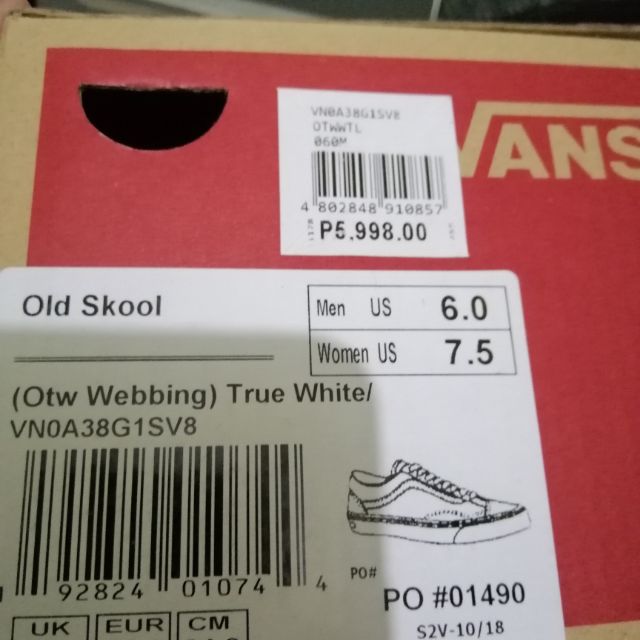 VN0A38G1SV8
OTWWTL
060M
4 802848 910857
P5,998.00
VANS
Old Skool
Men US 6.0
Women US 7.5
(Otw Webbing) True White/
VN0A38G1SV8
92824 01074 4
PO#
PO #01490
S2V-10/18
UK EUR CM